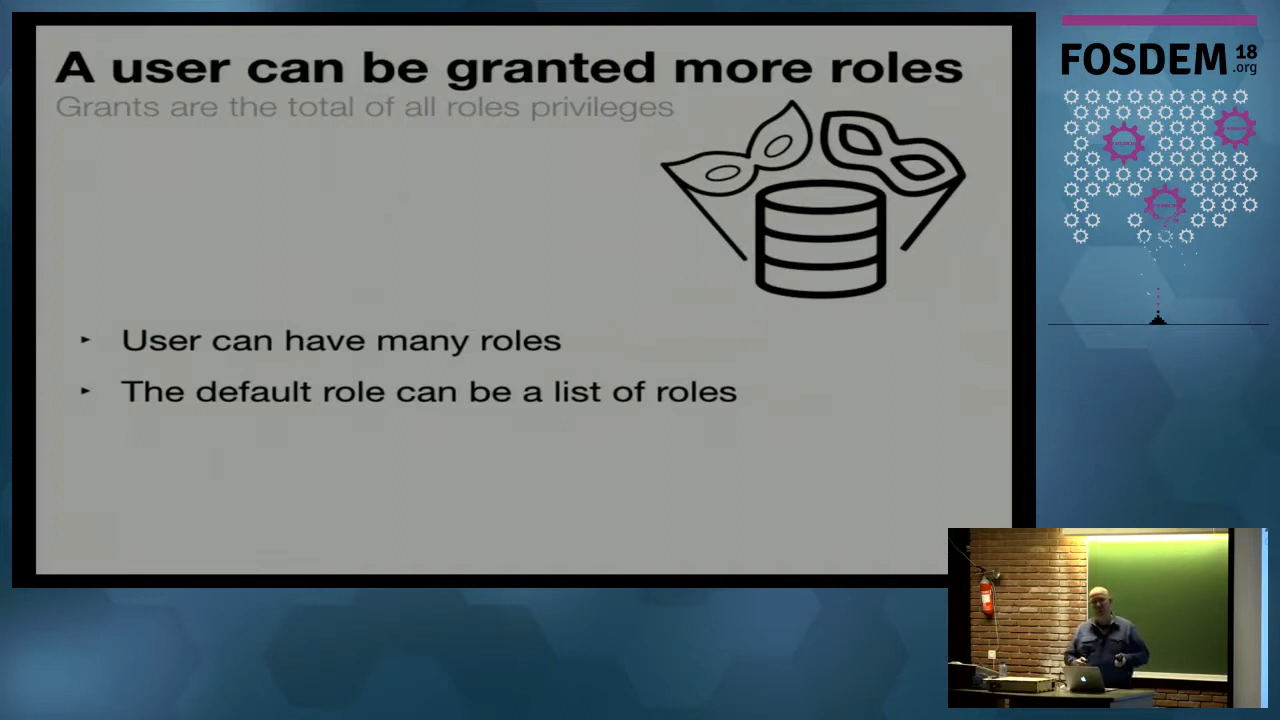 A user can be granted more roles
Grants are the total of all roles privileges
‣ User can have many roles
‣ The default role can be a list of roles
FOSDEM 18
.org